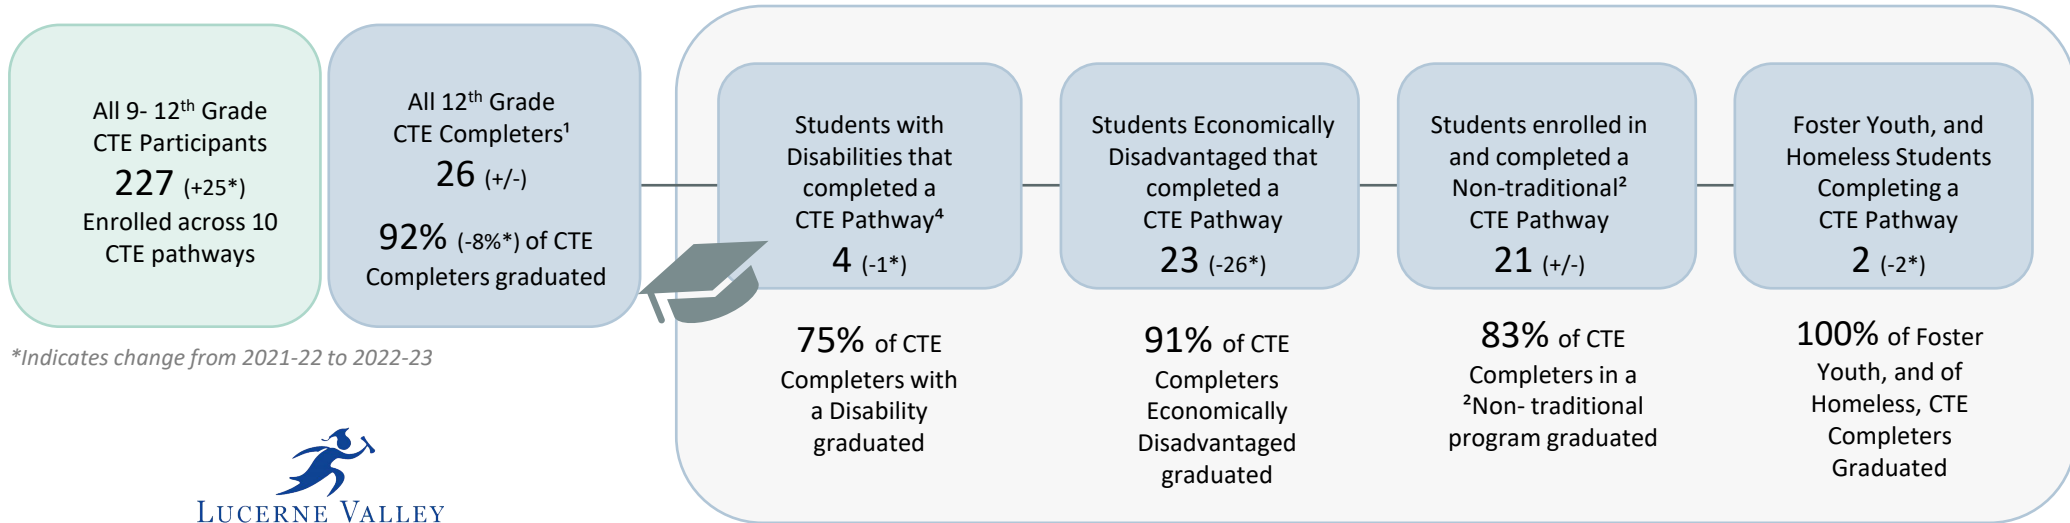 All 9- 12th Grade
CTE Participants
227 (+25*)
Enrolled across 10
CTE pathways
All 12th Grade
CTE Completers¹
26 (+/-)
92% (-8%*) of CTE
Completers graduated
Students with
Disabilities that
completed a
CTE Pathway⁴
4 (-1*)
Students Economically
Disadvantaged that
completed a
CTE Pathway
23 (-26*)
Students enrolled in
and completed a
Non-traditional²
CTE Pathway
21 (+/-)
Foster Youth, and
Homeless Students
Completing a
CTE Pathway
2 (-2*)
75% of CTE
Completers with
a Disability
graduated
91% of CTE
Completers
Economically
Disadvantaged
graduated
83% of CTE
Completers in a
²Non- traditional
program graduated
100% of Foster
Youth, and of
Homeless, CTE
Completers
Graduated
*Indicates change from 2021-22 to 2022-23
LUCERNE VALLEY